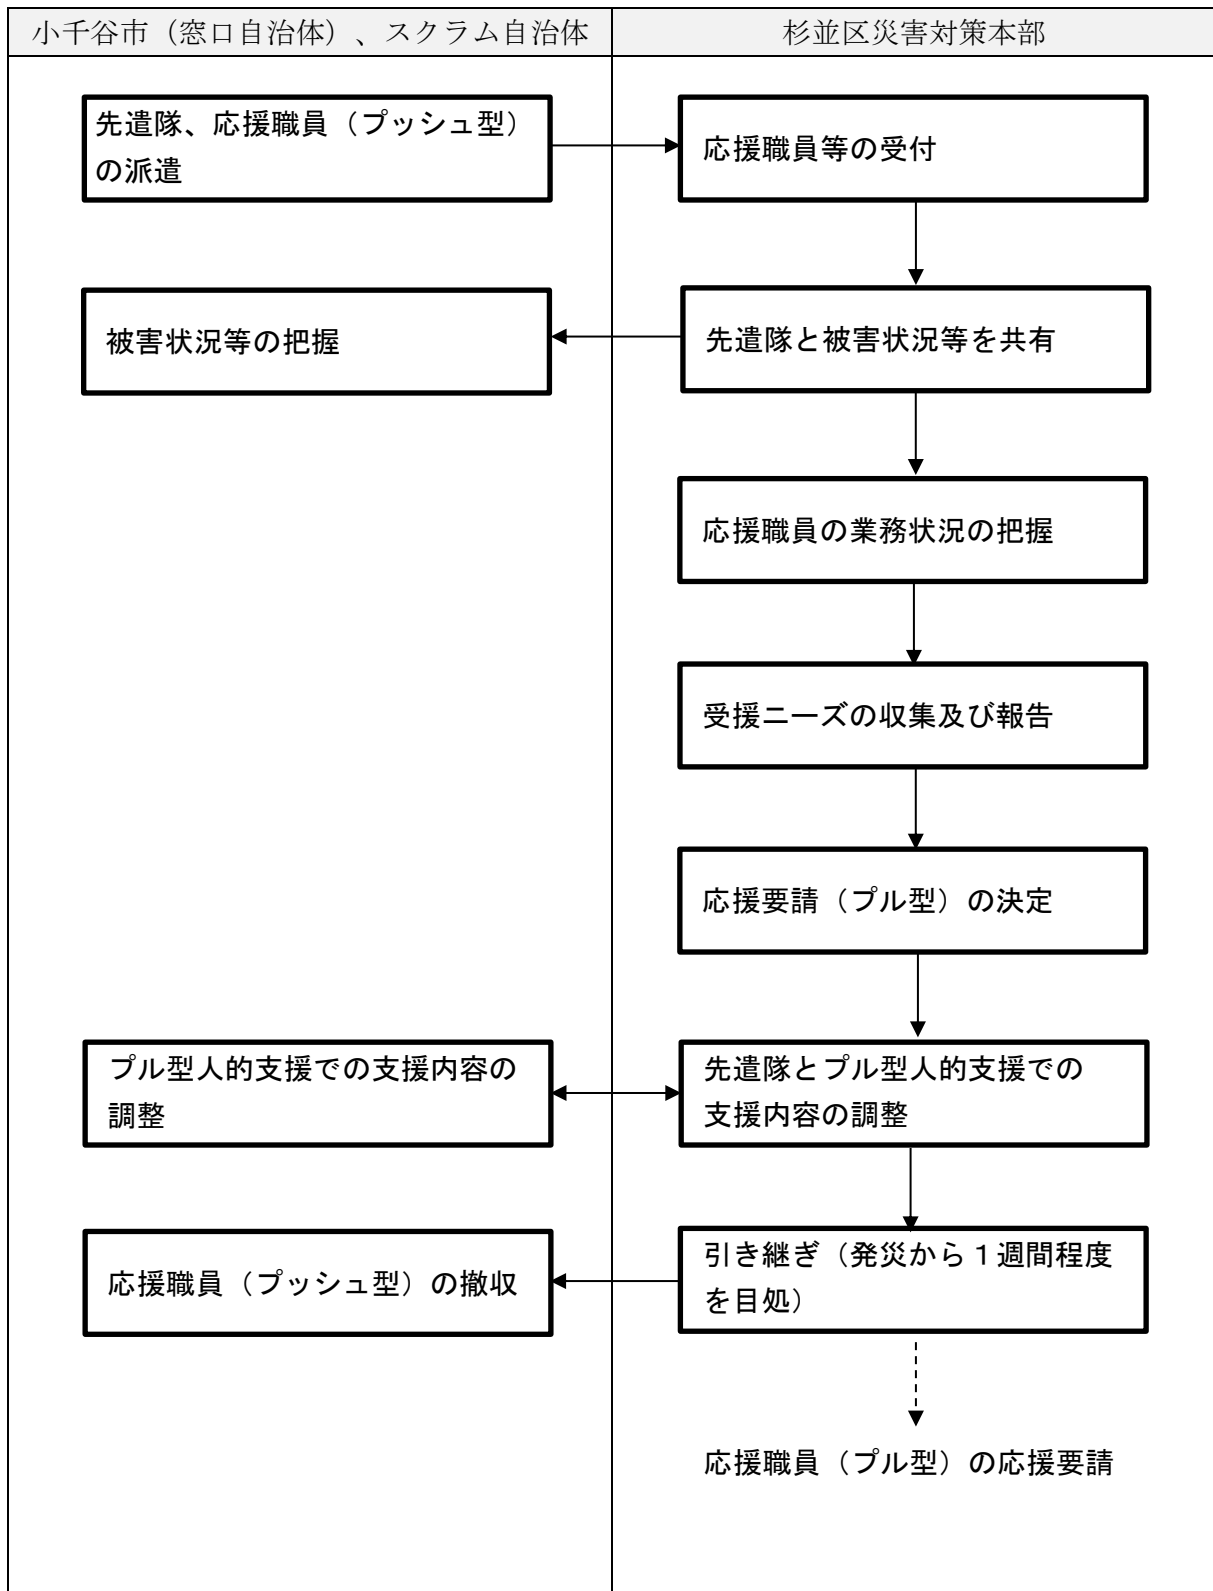 小千谷市（窓口自治体）、スクラム自治体
杉並区災害対策本部
先遣隊、応援職員（プッシュ型）
の派遣
応援職員等の受付
被害状況等の把握
先遣隊と被害状況等を共有
応援職員の業務状況の把握
受援ニーズの収集及び報告
応援要請（プル型）の決定
プル型人的支援での支援内容の
調整
先遣隊とプル型人的支援での
支援内容の調整
応援職員（プッシュ型）の撤収
引き継ぎ（発災から１週間程度
を目処）
応援職員（プル型）の応援要請